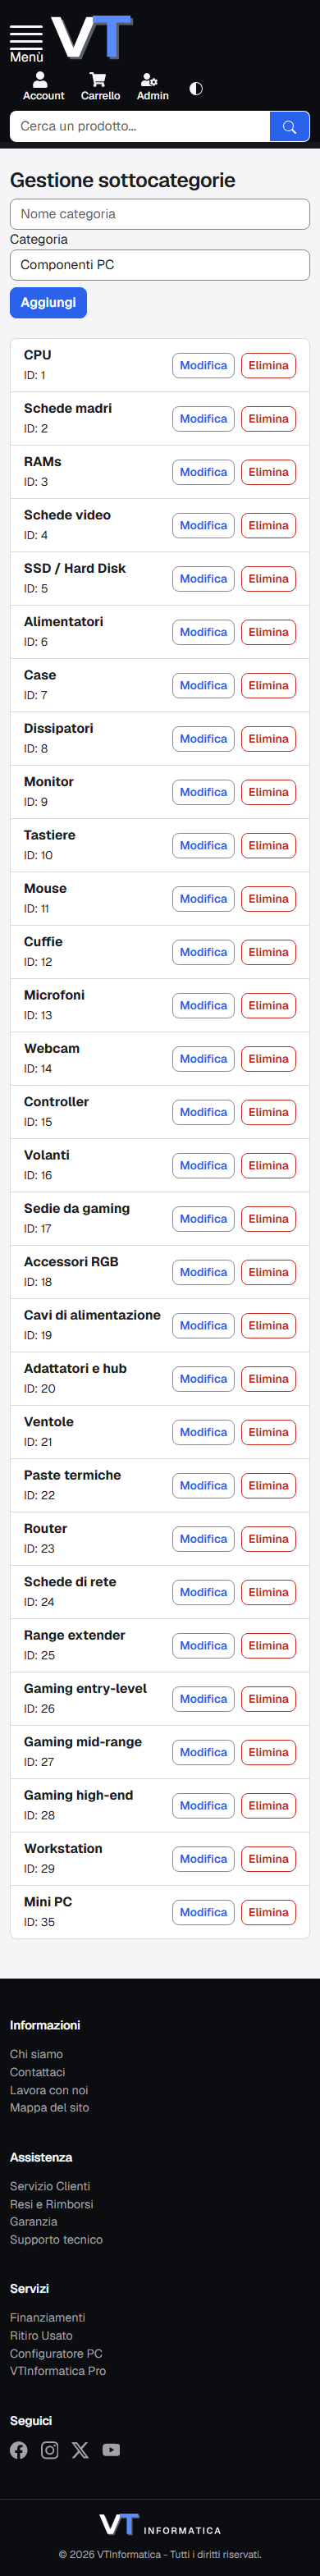 Menù
VT
Account
Carrello
Admin
Cerca un prodotto...
Gestione sottocategorie
Nome categoria
Categoria
Componenti PC
Aggiungi
CPU
ID: 1
Modifica
Elimina
Schede madri
ID: 2
Modifica
Elimina
RAMs
ID: 3
Modifica
Elimina
Schede video
ID: 4
Modifica
Elimina
SSD / Hard Disk
ID: 5
Modifica
Elimina
Alimentatori
ID: 6
Modifica
Elimina
Case
ID: 7
Modifica
Elimina
Dissipatori
ID: 8
Modifica
Elimina
Monitor
ID: 9
Modifica
Elimina
Tastiere
ID: 10
Modifica
Elimina
Mouse
ID: 11
Modifica
Elimina
Cuffie
ID: 12
Modifica
Elimina
Microfoni
ID: 13
Modifica
Elimina
Webcam
ID: 14
Modifica
Elimina
Controller
ID: 15
Modifica
Elimina
Volanti
ID: 16
Modifica
Elimina
Sedie da gaming
ID: 17
Modifica
Elimina
Accessori RGB
ID: 18
Modifica
Elimina
Cavi di alimentazione
ID: 19
Modifica
Elimina
Adattatori e hub
ID: 20
Modifica
Elimina
Ventole
ID: 21
Modifica
Elimina
Paste termiche
ID: 22
Modifica
Elimina
Router
ID: 23
Modifica
Elimina
Schede di rete
ID: 24
Modifica
Elimina
Range extender
ID: 25
Modifica
Elimina
Gaming entry-level
ID: 26
Modifica
Elimina
Gaming mid-range
ID: 27
Modifica
Elimina
Gaming high-end
ID: 28
Modifica
Elimina
Workstation
ID: 29
Modifica
Elimina
Mini PC
ID: 35
Modifica
Elimina
Informazioni
Chi siamo
Contattaci
Lavora con noi
Mappa del sito
Assistenza
Servizio Clienti
Resi e Rimborsi
Garanzia
Supporto tecnico
Servizi
Finanziamenti
Ritiro Usato
Configuratore PC
VTInformatica Pro
Seguici
VT INFORMATICA
© 2026 VTInformatica - Tutti i diritti riservati.